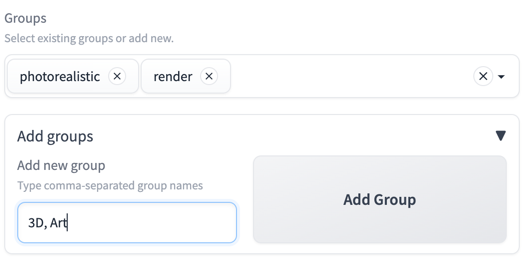 Groups
Select existing groups or add new.
photorealistic render
Add groups
Add new group
Type comma-separated group names
3D, Art
Add Group